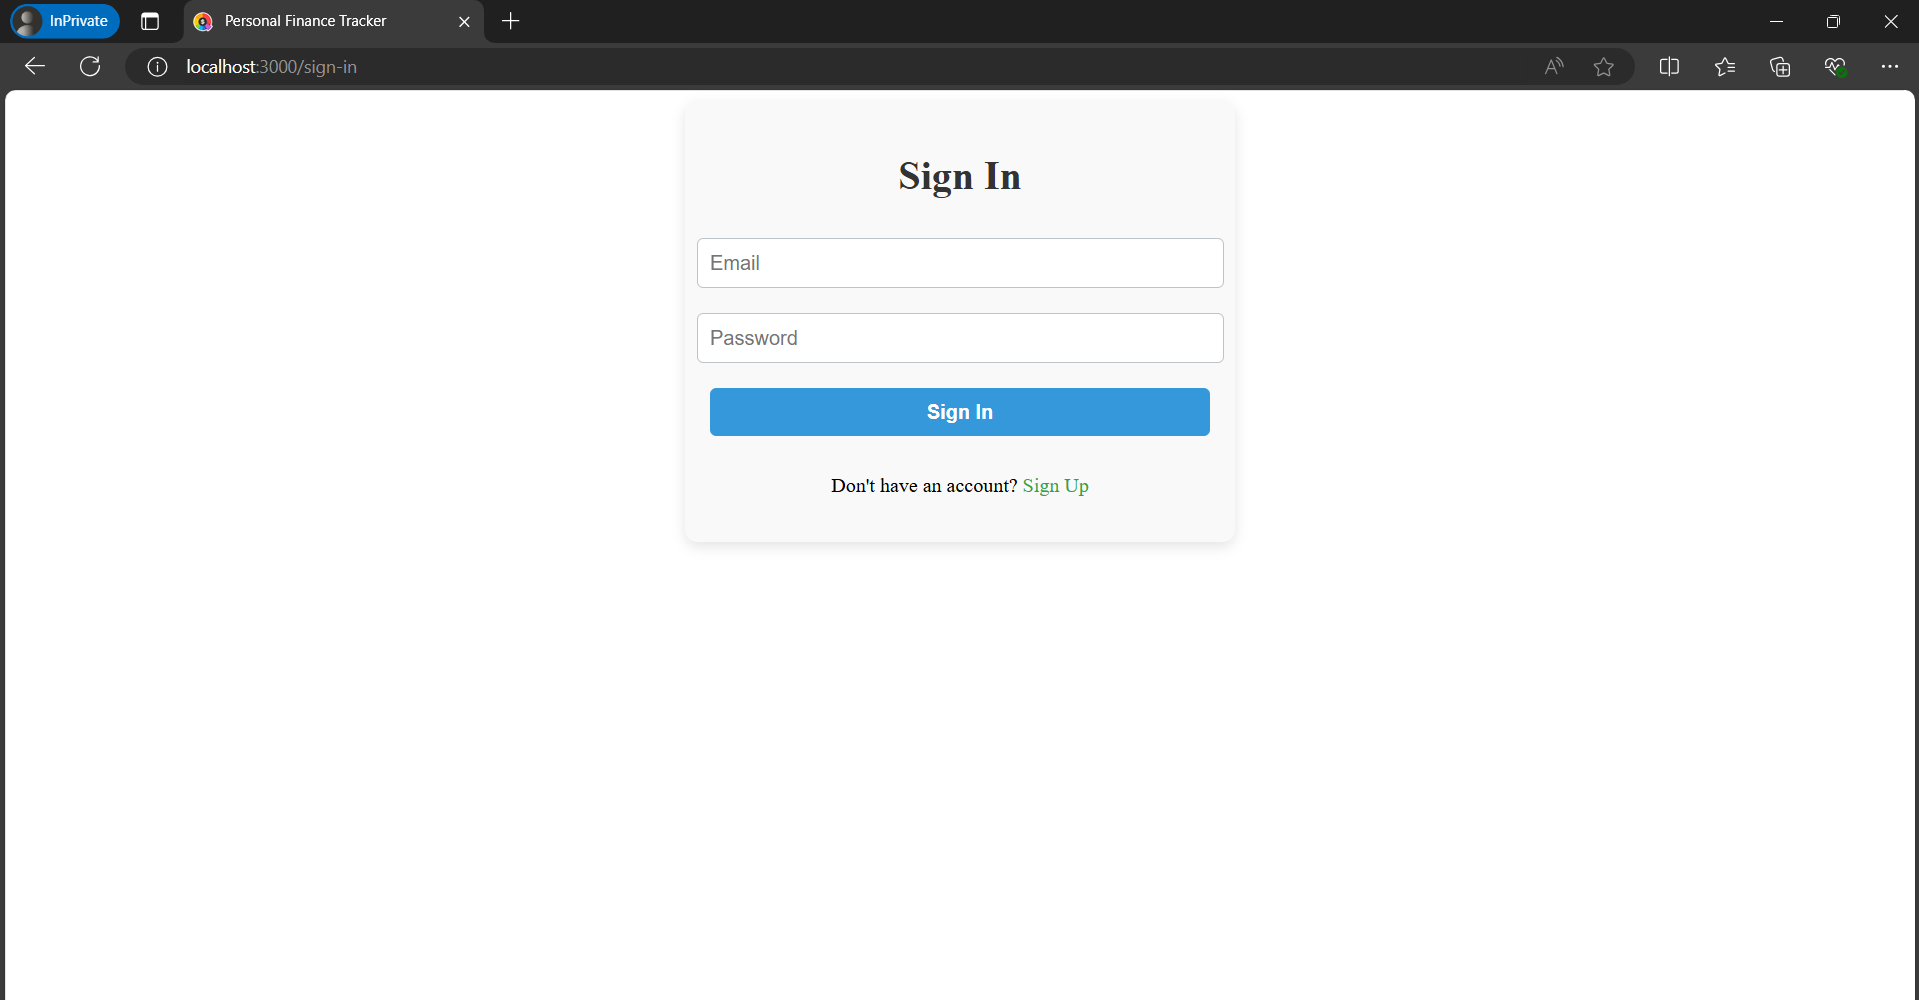 InPrivate
Personal Finance Tracker
localhost:3000/sign-in
Sign In
Email
Password
Sign In
Don't have an account? Sign Up